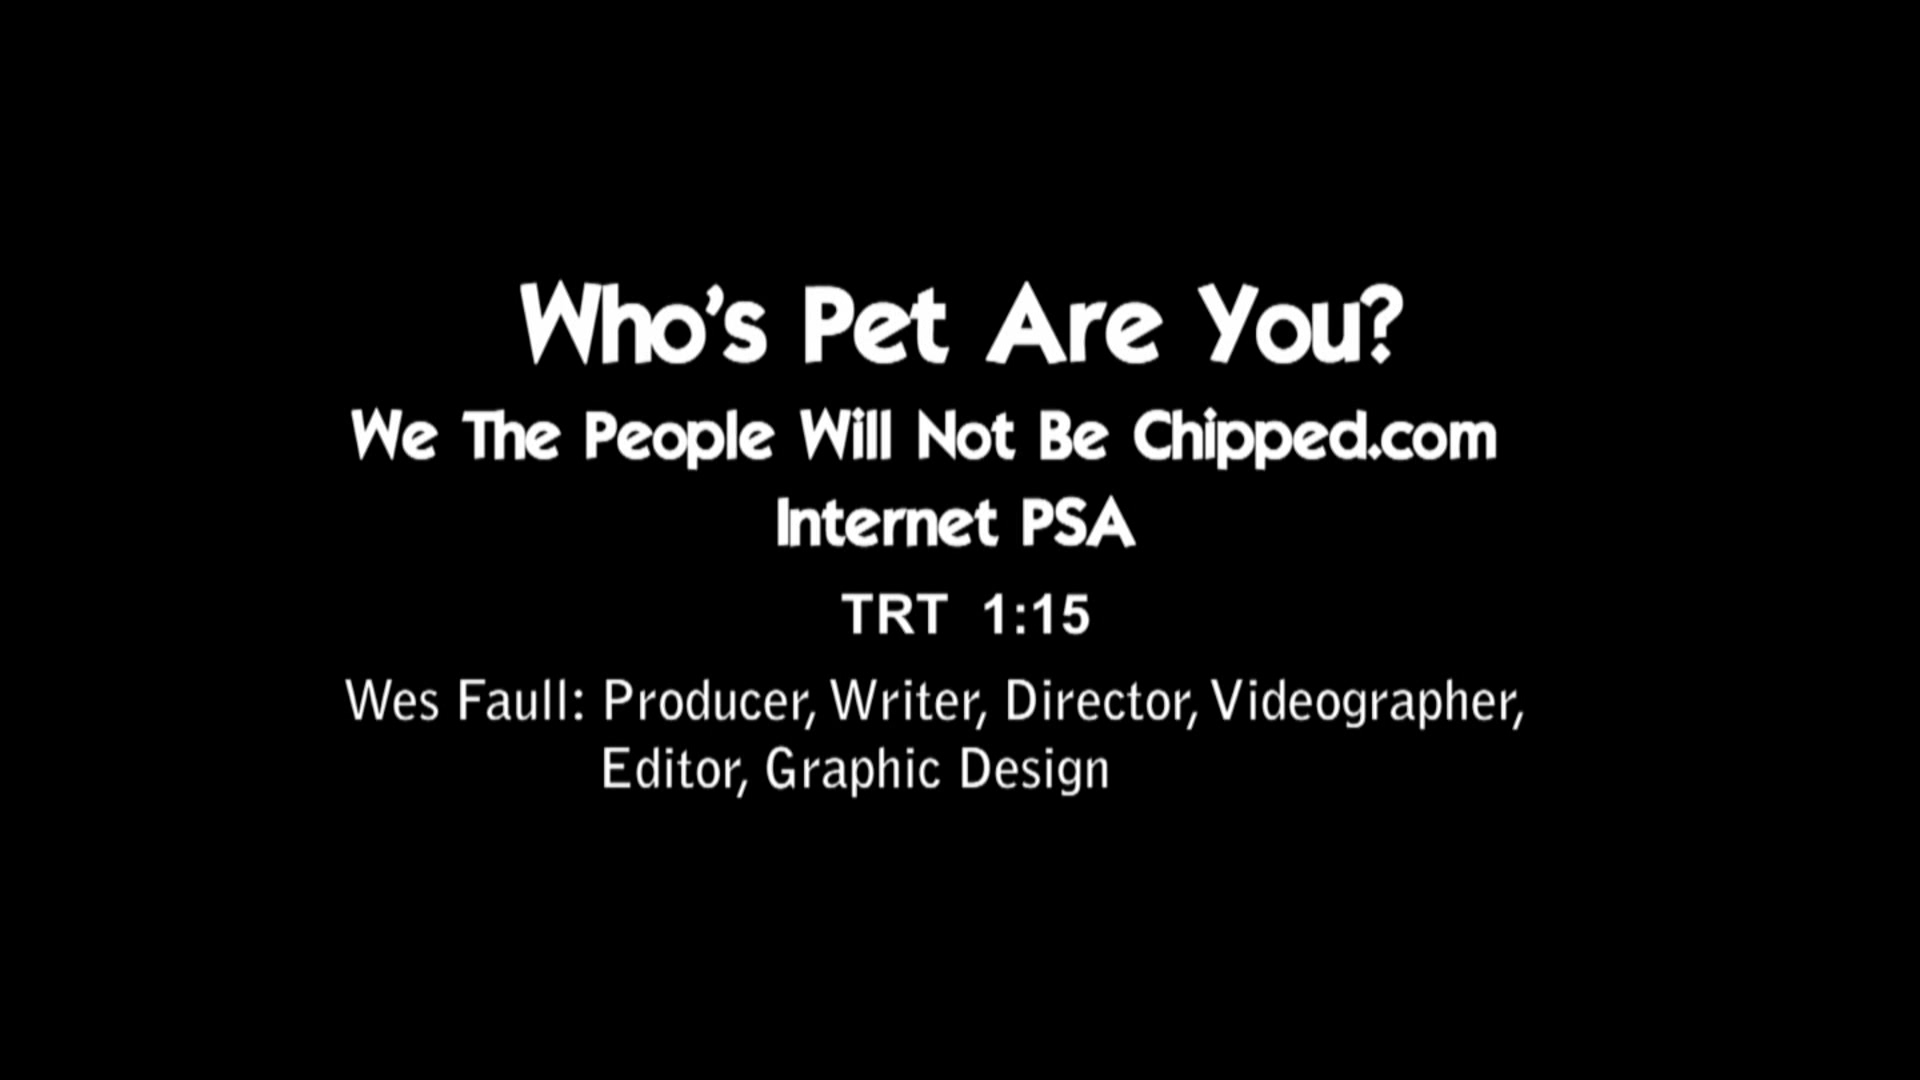 Who's Pet Are You?
We The People Will Not Be Chipped.com
Internet PSA
TRT 1:15
Wes Faull: Producer, Writer, Director, Videographer,
Editor, Graphic Design